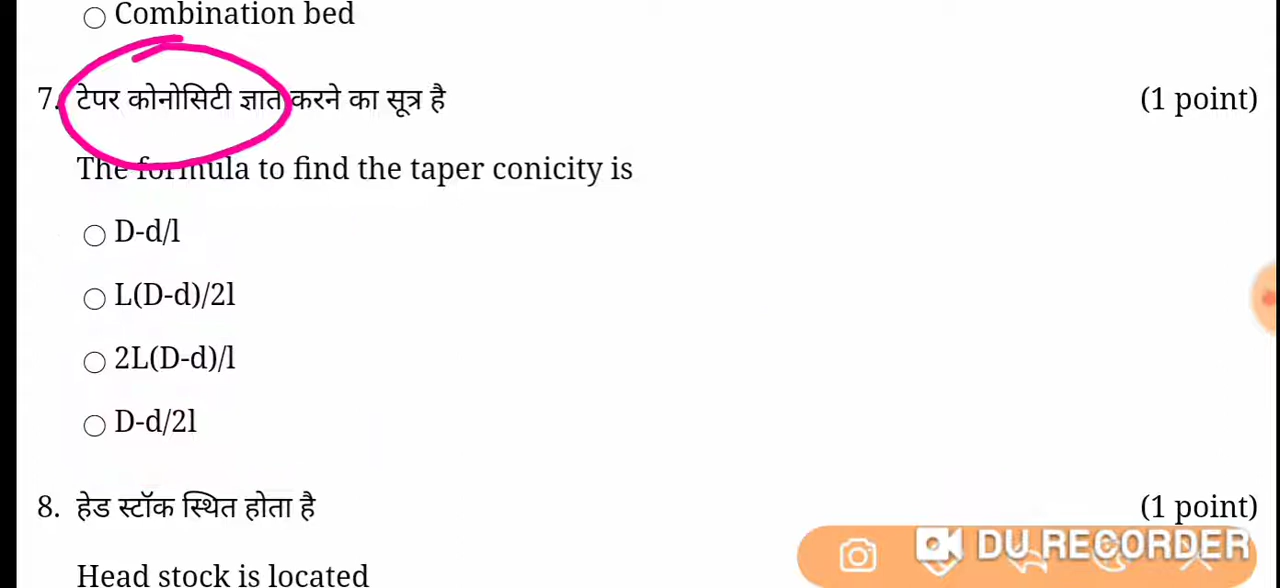 Combination bed
7. टेपर कोनोसिटी ज्ञात करने का सूत्र है (1 point)
The formula to find the taper conicity is
D-d/l
L(D-d)/2l
2L(D-d)/l
D-d/2l
8. हेड स्टॉक स्थित होता है (1 point)
Head stock is located
DU RECORDER